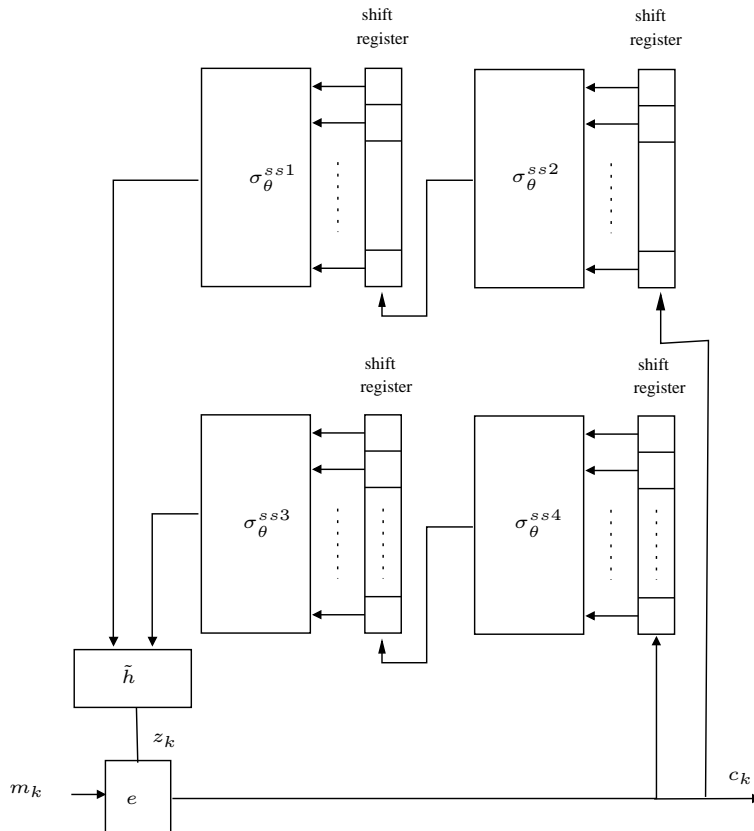 shift
register
shift
register
σ_θ^{ss1}
σ_θ^{ss2}
shift
register
shift
register
σ_θ^{ss3}
σ_θ^{ss4}
h̃
z_k
m_k
e
c_k